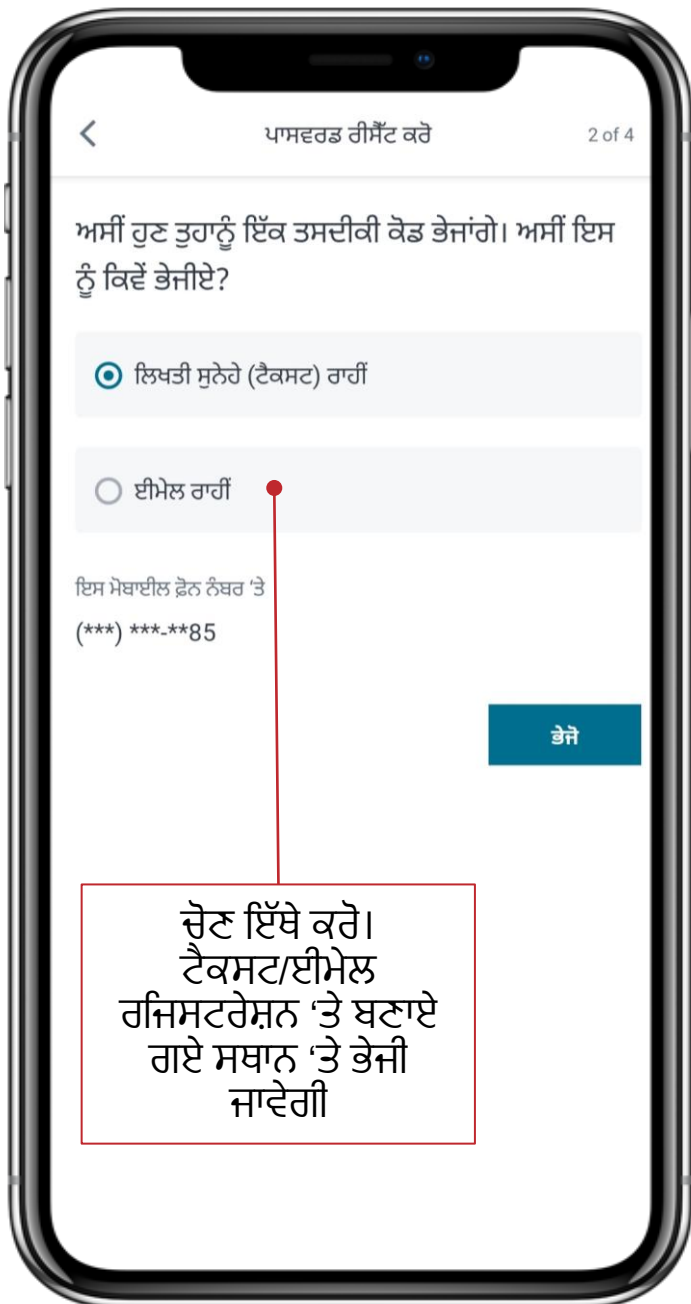 ਪਾਸਵਰਡ ਰੀਸੈੱਟ ਕਰੋ 2 of 4
ਅਸੀਂ ਹੁਣ ਤੁਹਾਨੂੰ ਇੱਕ ਤਸਦੀਕੀ ਕੋਡ ਭੇਜਾਂਗੇ। ਅਸੀਂ ਇਸ
ਨੂੰ ਕਿਵੇਂ ਭੇਜੀਏ?
ਲਿਖਤੀ ਸੁਨੇਹੇ (ਟੈਕਸਟ) ਰਾਹੀਂ
ਈਮੇਲ ਰਾਹੀਂ
ਇਸ ਮੋਬਾਈਲ ਫ਼ੋਨ ਨੰਬਰ ‘ਤੇ
(***) ***-**85
ਭੇਜੋ
ਚੋਣ ਇੱਥੇ ਕਰੋ।
ਟੈਕਸਟ/ਈਮੇਲ
ਰਜਿਸਟਰੇਸ਼ਨ ‘ਤੇ ਬਣਾਏ
ਗਏ ਸਥਾਨ ‘ਤੇ ਭੇਜੀ
ਜਾਵੇਗੀ